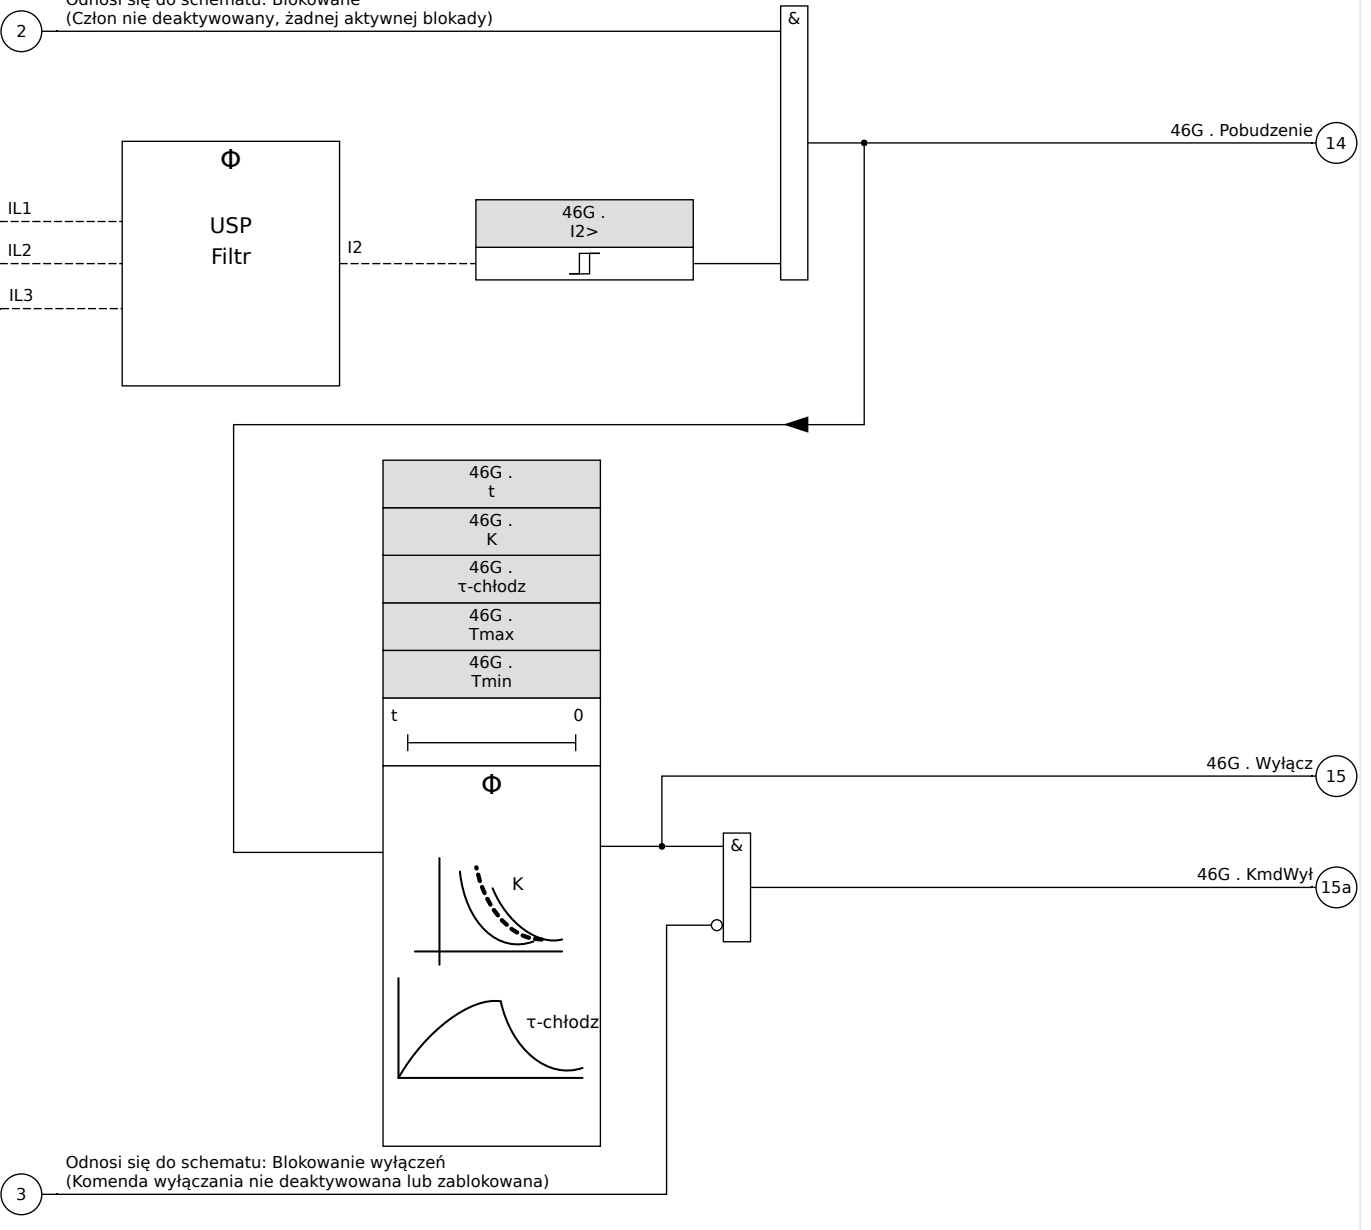 Odnosi się do schematu: Blokowanie
(Człon nie deaktywowany, żadnej aktywnej blokady)
2
&
46G . Pobudzenie
14
Φ
USP
Filtr
IL1
IL2
IL3
I2
46G .
I2>
46G .
t
46G .
K
46G .
τ-chłodz
46G .
Tmax
46G .
Tmin
t 0
Φ
K
τ-chłodz
46G . Wyłącz
15
&
46G . KmdWył
15a
Odnosi się do schematu: Blokowanie wyłączeń
(Komenda wyłączania nie deaktywowana lub zablokowana)
3